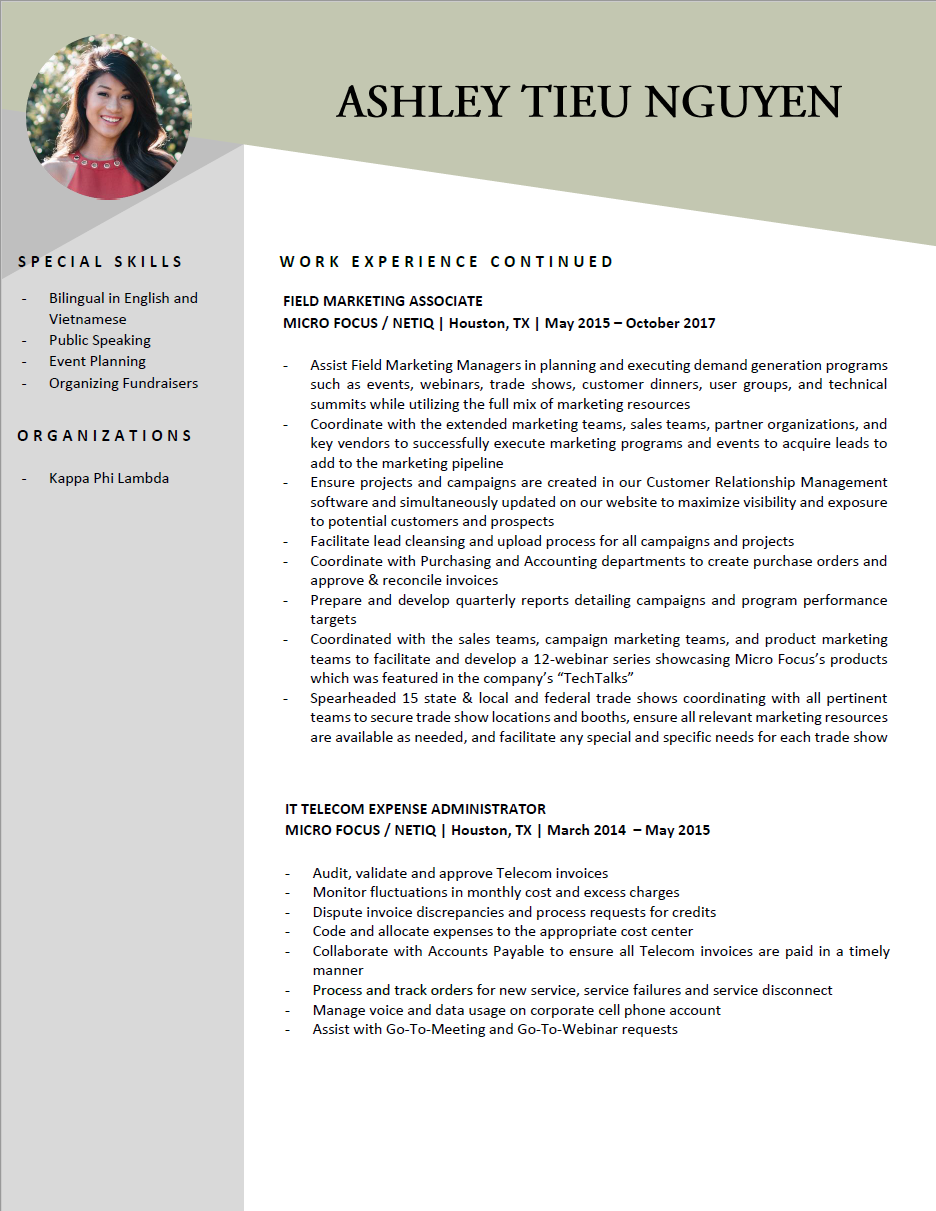 ASHLEY TIEU NGUYEN
SPECIAL SKILLS
- Bilingual in English and
Vietnamese
- Public Speaking
- Event Planning
- Organizing Fundraisers
ORGANIZATIONS
- Kappa Phi Lambda
WORK EXPERIENCE CONTINUED
FIELD MARKETING ASSOCIATE
MICRO FOCUS / NETIQ | Houston, TX | May 2015 – October 2017
- Assist Field Marketing Managers in planning and executing demand generation programs
such as events, webinars, trade shows, customer dinners, user groups, and technical
summits while utilizing the full mix of marketing resources
- Coordinate with the extended marketing teams, sales teams, partner organizations, and
key vendors to successfully execute marketing programs and events to acquire leads to
add to the marketing pipeline
- Ensure projects and campaigns are created in our Customer Relationship Management
software and simultaneously updated on our website to maximize visibility and exposure
to potential customers and prospects
- Facilitate lead cleansing and upload process for all campaigns and projects
- Coordinate with Purchasing and Accounting departments to create purchase orders and
approve & reconcile invoices
- Prepare and develop quarterly reports detailing campaigns and program performance
targets
- Coordinated with the sales teams, campaign marketing teams, and product marketing
teams to facilitate and develop a 12-webinar series showcasing Micro Focus’s products
which was featured in the company’s “TechTalks”
- Spearheaded 15 state & local and federal trade shows coordinating with all pertinent
teams to secure trade show locations and booths, ensure all relevant marketing resources
are available as needed, and facilitate any special and specific needs for each trade show
IT TELECOM EXPENSE ADMINISTRATOR
MICRO FOCUS / NETIQ | Houston, TX | March 2014 – May 2015
- Audit, validate and approve Telecom invoices
- Monitor fluctuations in monthly cost and excess charges
- Dispute invoice discrepancies and process requests for credits
- Code and allocate expenses to the appropriate cost center
- Collaborate with Accounts Payable to ensure all Telecom invoices are paid in a timely
manner
- Process and track orders for new service, service failures and service disconnect
- Manage voice and data usage on corporate cell phone account
- Assist with Go-To-Meeting and Go-To-Webinar requests